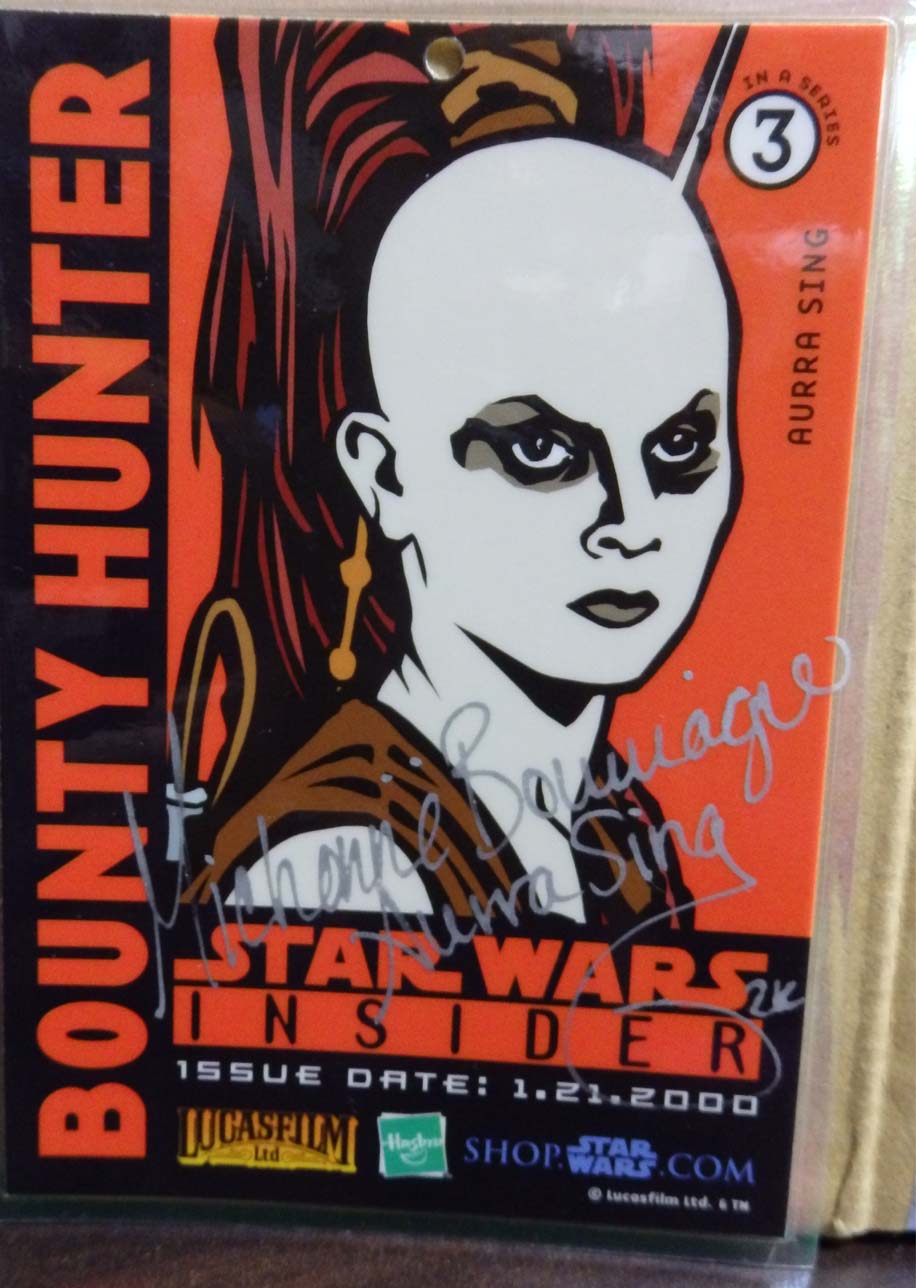 BOUNTY HUNTER
IN A SERIES
3
AURRA SING
Michonne Bourriague
Aurra Sing
2K
STAR WARS
INSIDER
ISSUE DATE: 1.21.2000
LUCASFILM
Ltd
Hasbro
SHOP.STAR WARS.COM
© Lucasfilm Ltd. & TM